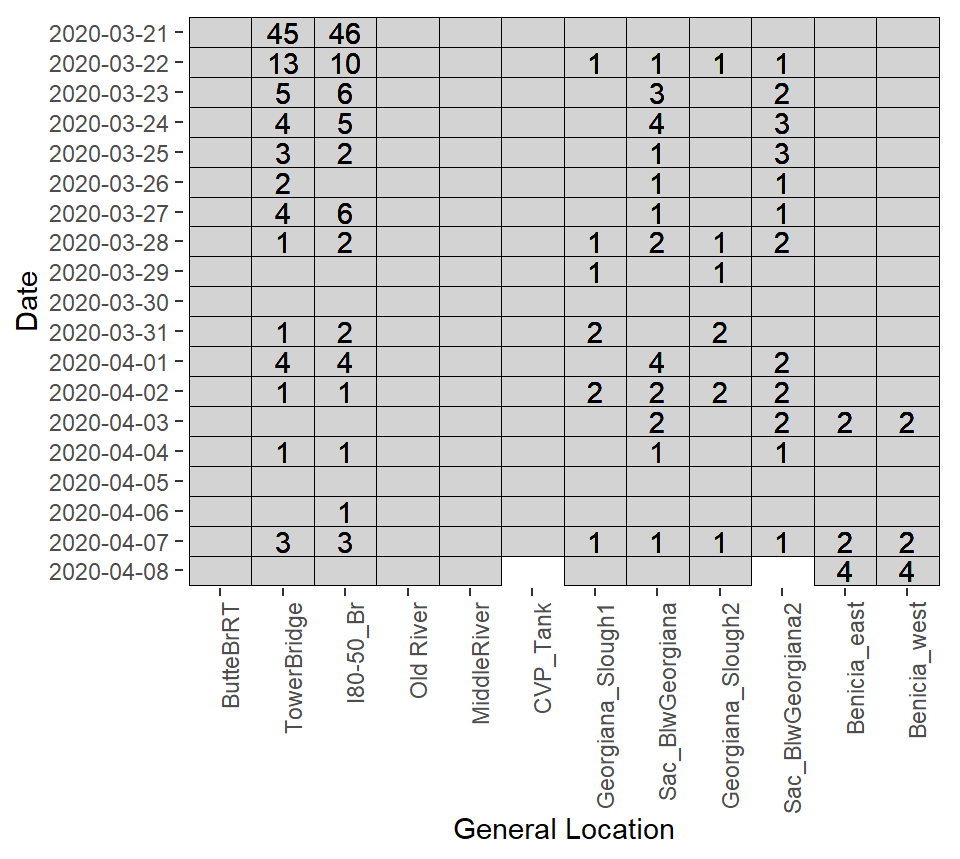 2020-03-21 45 46
2020-03-22 13 10 1 1 1 1
2020-03-23 5 6 3 2
2020-03-24 4 5 4 3
2020-03-25 3 2 1 3
2020-03-26 2 1 1
2020-03-27 4 6 1 1
2020-03-28 1 2 1 2 1 2
2020-03-29 1 1
2020-03-30
2020-03-31 1 2 2 2
2020-04-01 4 4 4 2
2020-04-02 1 1 2 2 2 2
2020-04-03 2 2 2 2
2020-04-04 1 1 1 1
2020-04-05
2020-04-06 1
2020-04-07 3 3 1 1 1 1 2 2
2020-04-08 4 4
Date
ButteBrRT
TowerBridge
I80-50_Br
Old River
MiddleRiver
CVP_Tank
Georgiana_Slough1
Sac_BlwGeorgiana
Georgiana_Slough2
Sac_BlwGeorgiana2
Benicia_east
Benicia_west
General Location